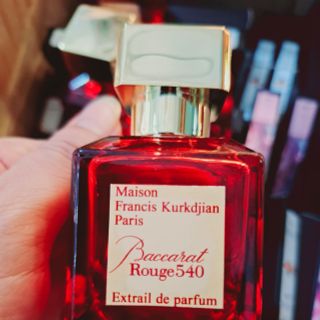 Maison
Francis Kurkdjian
Paris
Baccarat
Rouge540
Extrait de parfum